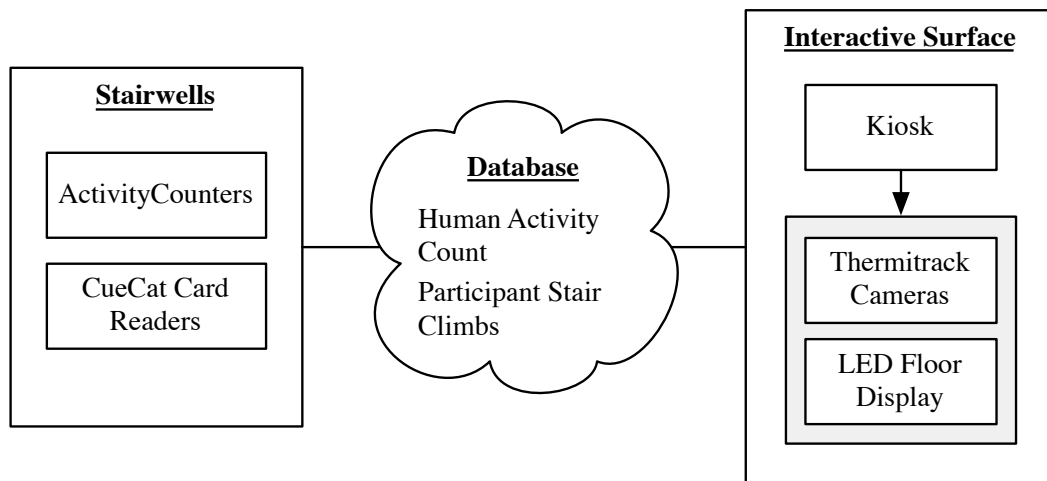 Stairwells
ActivityCounters
CueCat Card
Readers
Database
Human Activity
Count
Participant Stair
Climbs
Interactive Surface
Kiosk
Thermitrack
Cameras
LED Floor
Display